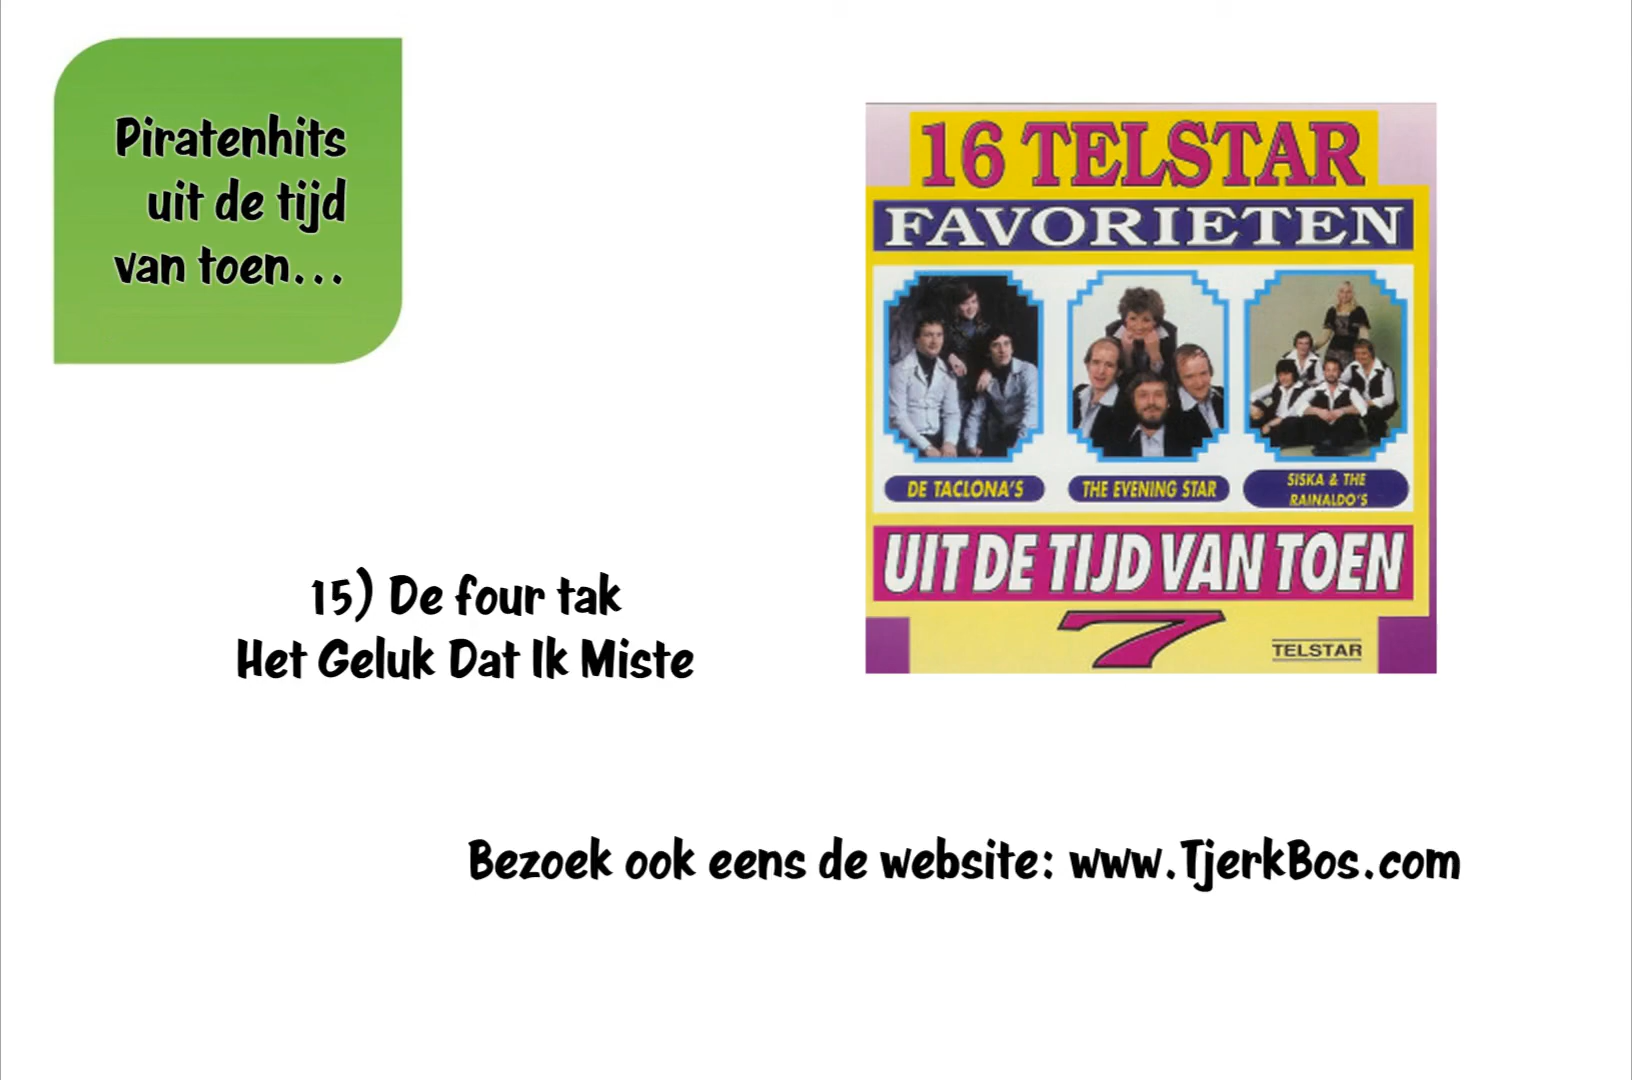 Piratenhits
uit de tijd
van toen...
16 TELSTAR
FAVORIETEN
DE TACLONA'S
THE EVENING STAR
SISKA & THE
RAINALDO'S
UIT DE TIJD VAN TOEN
7
TELSTAR
15) De four tak
Het Geluk Dat Ik Miste
Bezoek ook eens de website: www.TjerkBos.com